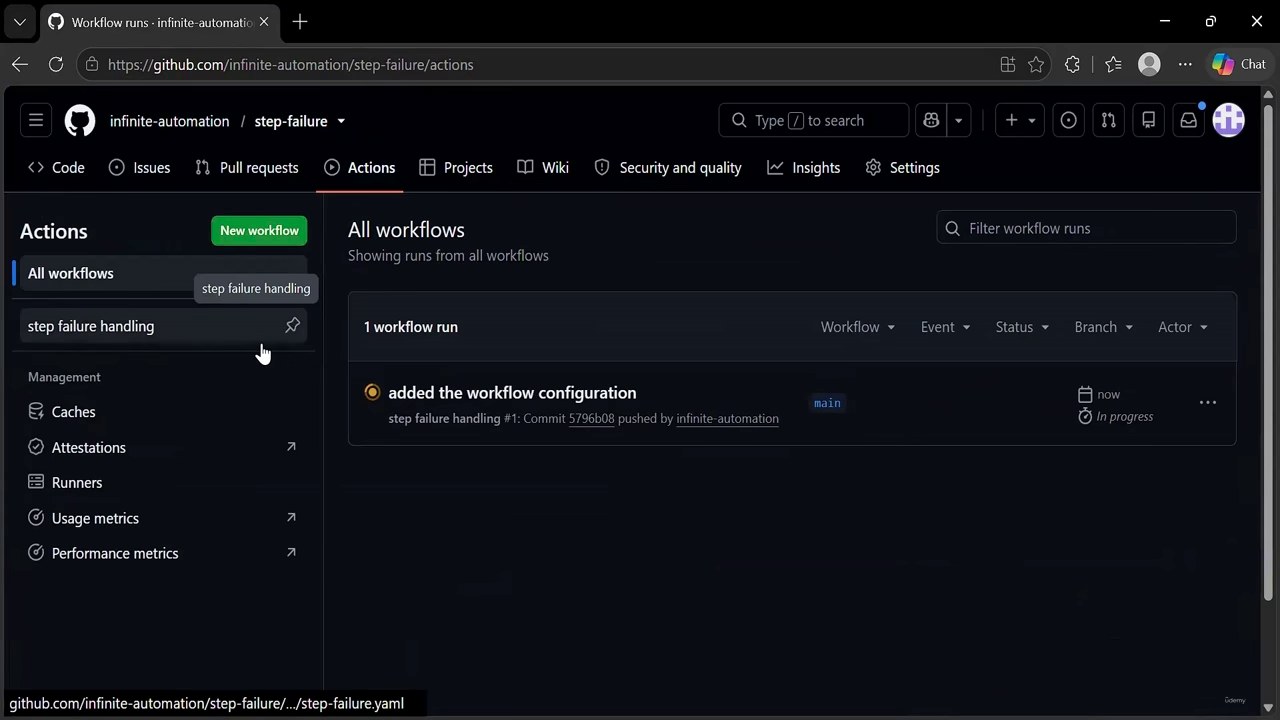 Workflow runs · infinite-automatio
https://github.com/infinite-automation/step-failure/actions
Chat
infinite-automation / step-failure
Type / to search
Code Issues Pull requests Actions Projects Wiki Security and quality Insights Settings
Actions
New workflow
All workflows
step failure handling
step failure handling
Management
Caches
Attestations
Runners
Usage metrics
Performance metrics
All workflows
Showing runs from all workflows
Filter workflow runs
1 workflow run
Workflow Event Status Branch Actor
added the workflow configuration
step failure handling #1: Commit 5796b08 pushed by infinite-automation
main
now
In progress
github.com/infinite-automation/step-failure/.../step-failure.yaml
Udemy